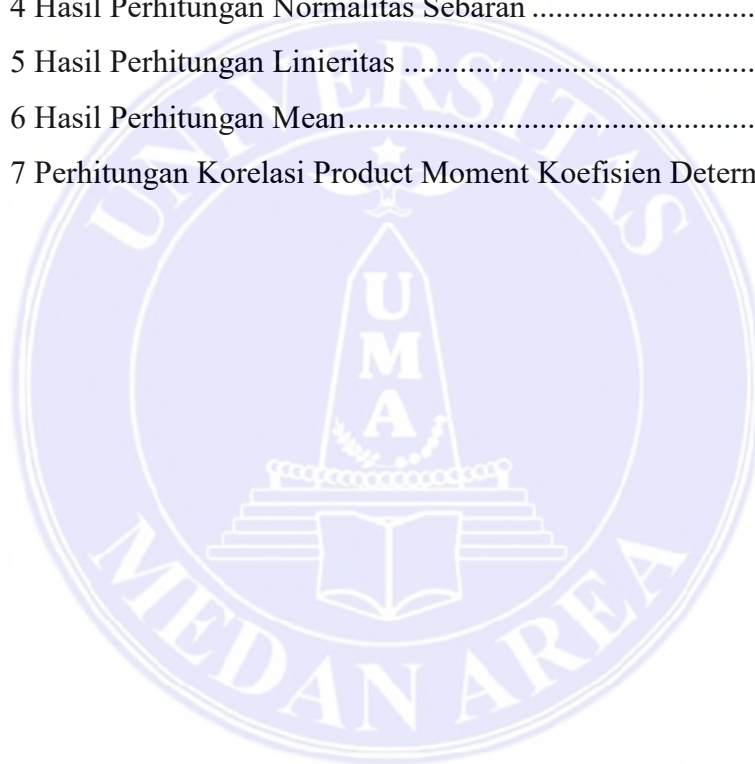 4 Hasil Perhitungan Normalitas Sebaran ..............................
5 Hasil Perhitungan Linieritas ............................................
6 Hasil Perhitungan Mean...................................................
7 Perhitungan Korelasi Product Moment Koefisien Determ
UNIVERSITAS
U
M
A
MEDAN AREA